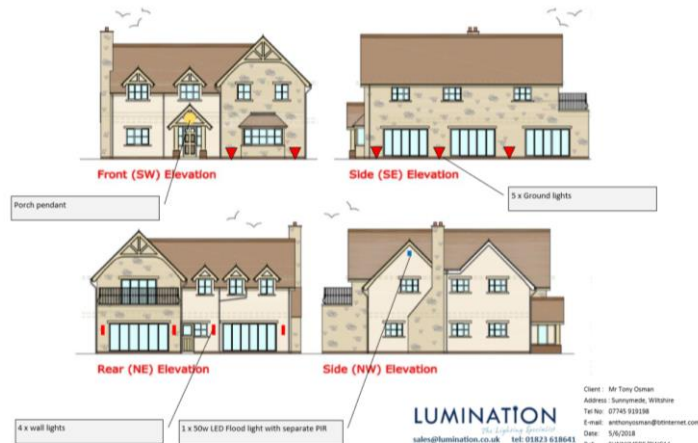 Front (SW) Elevation
Side (SE) Elevation
Porch pendant
5 x Ground lights
Rear (NE) Elevation
Side (NW) Elevation
4 x wall lights
1 x 50w LED Flood light with separate PIR
LUMINATION
The Lighting Specialist
sales@lumination.co.uk tel: 01823 618641
Client : Mr Tony Osman
Address : Sunnymede, Wiltshire
Tel No: 07745 919198
E-mail: anthonyosman@btinternet.com
Date: 5/6/2018